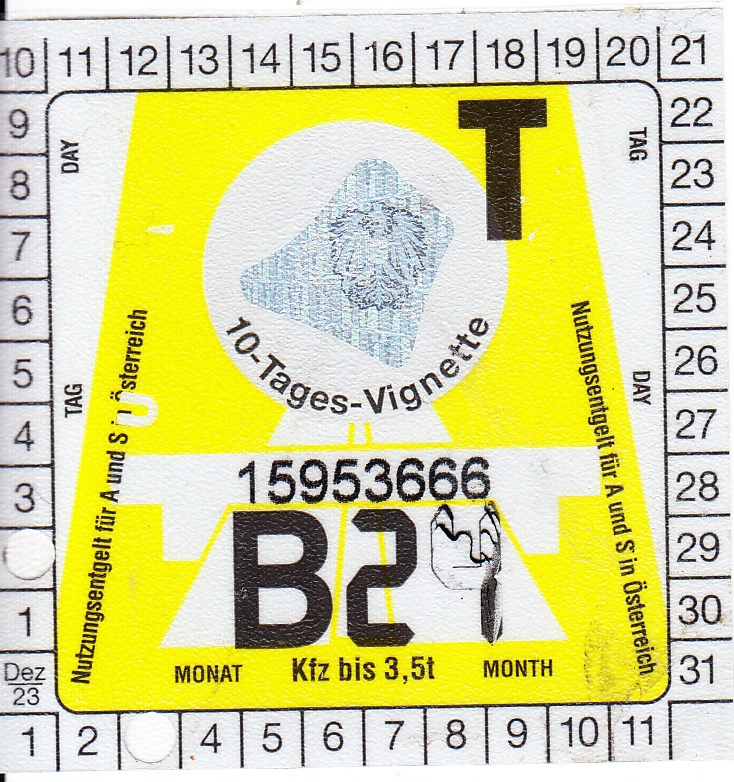 10 11 12 13 14 15 16 17 18 19 20 21
9
8
7
6
5
4
3
1
Dez
23
22
23
24
25
26
27
28
29
30
31
DAY
TAG
T
TAG
DAY
10-Tages-Vignette
Nutzungsentgelt für A und S in Österreich
Nutzungsentgelt für A und S in Österreich
15953666
B2
MONAT Kfz bis 3,5t MONTH
1 2 4 5 6 7 8 9 10 11